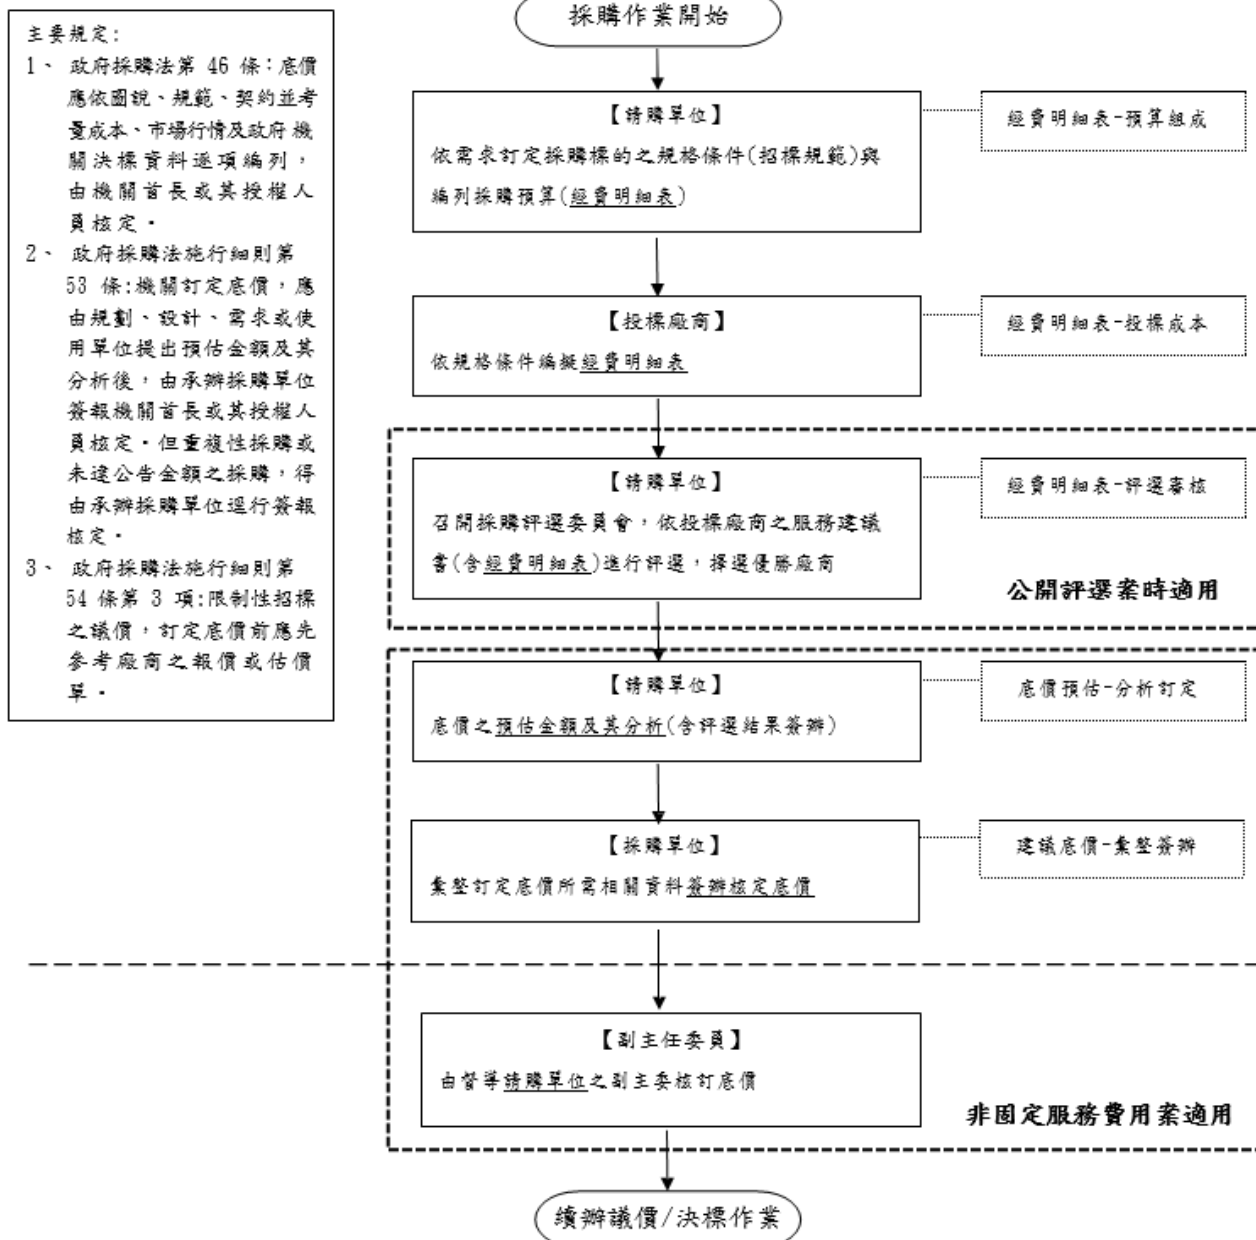 主要規定:
1、 政府採購法第 46 條：底價
應依圖說、規範、契約並考
量成本、市場行情及政府機
關決標資料逐項編列，
由機關首長或其授權人
員核定。
2、 政府採購法施行細則第
53 條:機關訂定底價，應
由規劃、設計、需求或使
用單位提出預估金額及其
分析後，由承辦採購單位
簽報機關首長或其授權人
員核定。但重複性採購或
未達公告金額之採購，得
由承辦採購單位逕行簽報
核定。
3、 政府採購法施行細則第
54 條第 3 項:限制性招標
之議價，訂定底價前應先
參考廠商之報價或估價
單。
採購作業開始
【請購單位】
依需求訂定採購標的之規格條件(招標規範)與
編列採購預算(經費明細表)
經費明細表-預算組成
【投標廠商】
依規格條件編擬經費明細表
經費明細表-投標成本
【請購單位】
召開採購評選委員會，依投標廠商之服務建議
書(含經費明細表)進行評選，擇選優勝廠商
經費明細表-評選審核
公開評選案時適用
【請購單位】
底價之預估金額及其分析(含評選結果簽辦)
底價預估-分析訂定
【採購單位】
彙整訂定底價所需相關資料簽辦核定底價
建議底價-彙整簽辦
【副主任委員】
由督導請購單位之副主委核訂底價
非固定服務費用案適用
續辦議價/決標作業